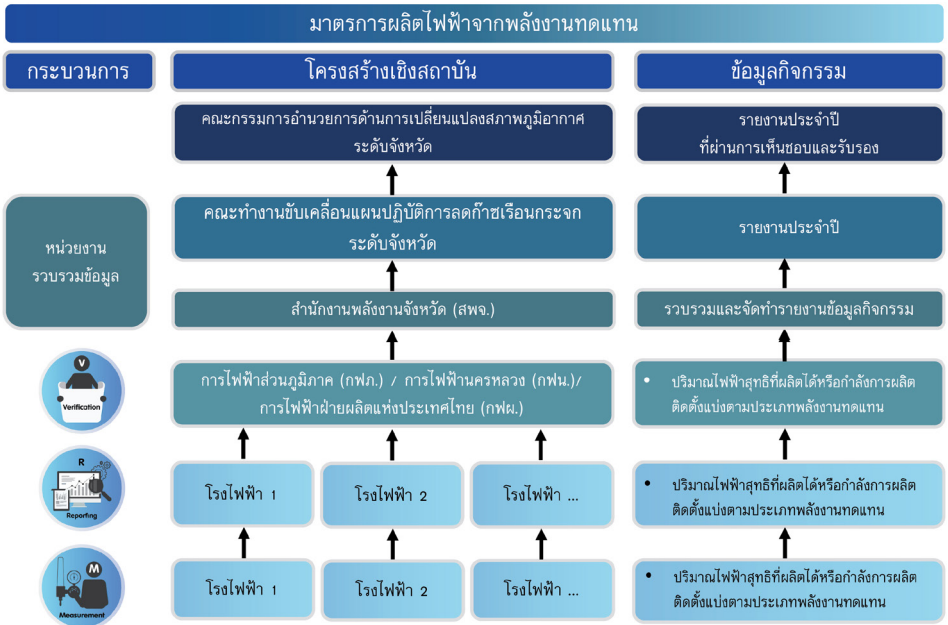 มาตรการผลิตไฟฟ้าจากพลังงานทดแทน
กระบวนการ
โครงสร้างเชิงสถาบัน
ข้อมูลกิจกรรม
คณะกรรมการอำนวยการด้านการเปลี่ยนแปลงสภาพภูมิอากาศ
ระดับจังหวัด
รายงานประจำปี
ที่ผ่านการเห็นชอบและรับรอง
หน่วยงาน
รวบรวมข้อมูล
คณะทำงานขับเคลื่อนแผนปฏิบัติการลดก๊าซเรือนกระจก
ระดับจังหวัด
รายงานประจำปี
สำนักงานพลังงานจังหวัด (สพจ.)
รวบรวมและจัดทำรายงานข้อมูลกิจกรรม
V
Verification
การไฟฟ้าส่วนภูมิภาค (กฟภ.) / การไฟฟ้านครหลวง (กฟน.)/
การไฟฟ้าฝ่ายผลิตแห่งประเทศไทย (กฟผ.)
• ปริมาณไฟฟ้าสุทธิที่ผลิตได้หรือกำลังการผลิต
ติดตั้งแบ่งตามประเภทพลังงานทดแทน
R
Reporting
โรงไฟฟ้า 1
โรงไฟฟ้า 2
โรงไฟฟ้า ...
• ปริมาณไฟฟ้าสุทธิที่ผลิตได้หรือกำลังการผลิต
ติดตั้งแบ่งตามประเภทพลังงานทดแทน
M
Measurement
โรงไฟฟ้า 1
โรงไฟฟ้า 2
โรงไฟฟ้า ...
• ปริมาณไฟฟ้าสุทธิที่ผลิตได้หรือกำลังการผลิต
ติดตั้งแบ่งตามประเภทพลังงานทดแทน